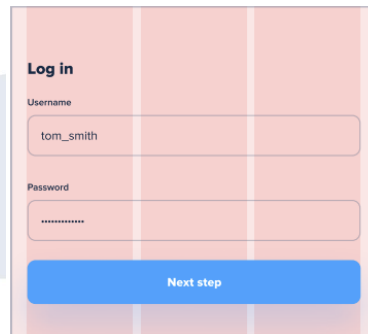 Log in
Username
tom_smith
Password
•••••••••••••
Next step